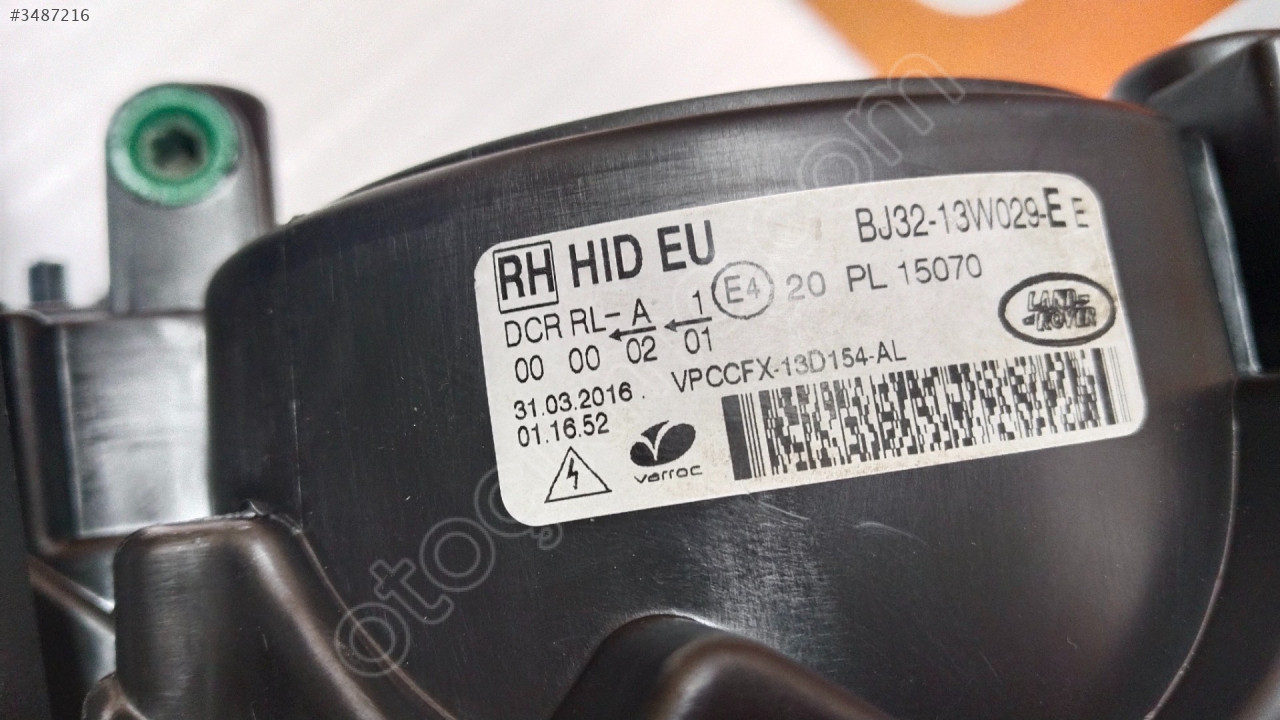 #3487216
RH HID EU
BJ32-13W029-E E
DCR RL- A 1 E4 20 PL 15070
00 00 02 01
LAND-
-ROVER
31.03.2016. VPCCFX-13D154-AL
01.16.52
varroc